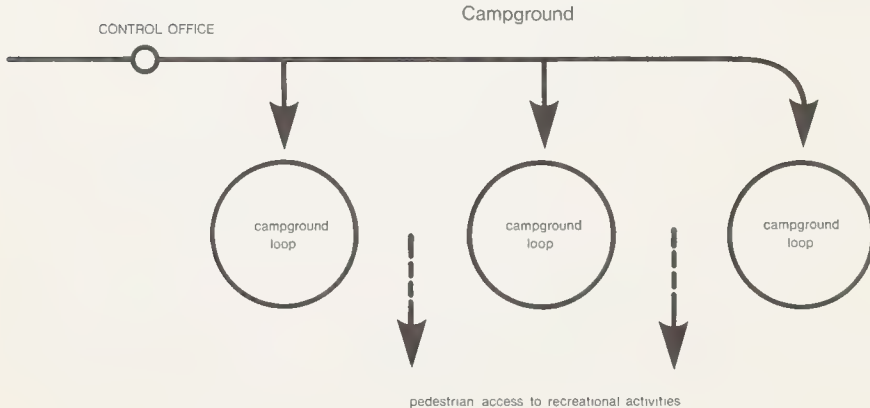 Campground
CONTROL OFFICE
campground
loop
campground
loop
campground
loop
pedestrian access to recreational activities